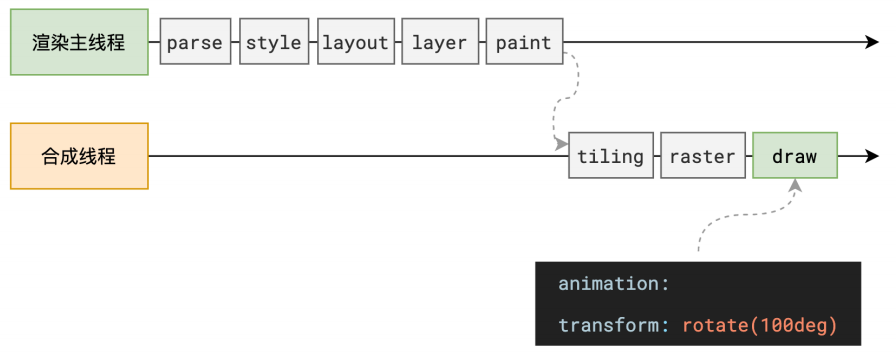 渲染主线程
parse
style
layout
layer
paint
合成线程
tiling
raster
draw
animation:
transform: rotate(100deg)